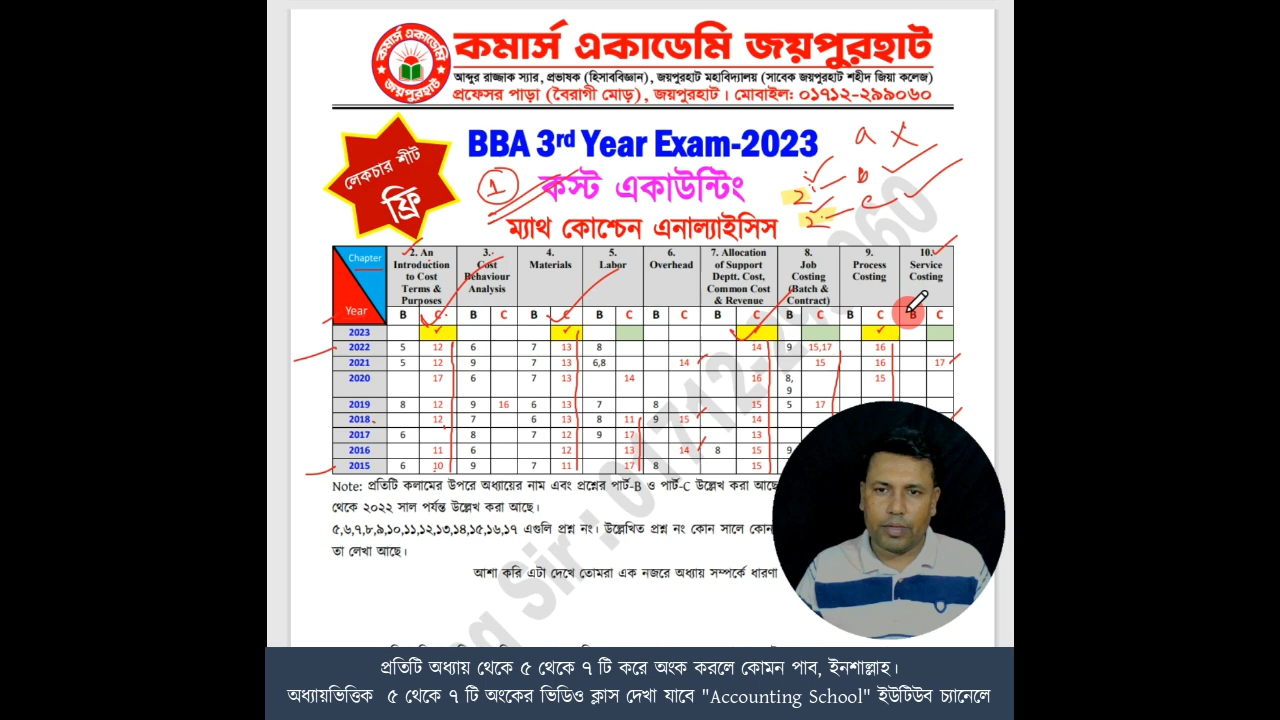 কমার্স একাডেমি জয়পুরহাট
কমার্স একাডেমি
জয়পুরহাট
আব্দুর রাজ্জাক স্যার, প্রভাষক (হিসাববিজ্ঞান), জয়পুরহাট মহাবিদ্যালয় (সাবেক জয়পুরহাট শহীদ জিয়া কলেজ)
প্রফেসর পাড়া (বৈরাগী মোড়), জয়পুরহাট। মোবাইল: ০১৭১২-২৯৯০৬০
লেকচার শীট
ফ্রি
BBA 3rd Year Exam-2023
a
1 কস্ট একাউন্টিং 2 B
2 C
ম্যাথ কোশ্চেন এনাল্যাইসিস
Chapter 2. An Introduction to Cost Terms & Purposes 3. Cost Behaviour Analysis 4. Materials 5. Labor 6. Overhead 7. Allocation of Support Deptt. Cost, Common Cost & Revenue 8. Job Costing (Batch & Contract) 9. Process Costing 10. Service Costing
Year B C B C B C B C B C B C B C B C B C
2023 ✓ ✓ ✓ ✓
2022 5 12 6 7 13 8 14 9 15,17 16
2021 5 12 9 7 13 6,8 14 15 16 17
2020 17 6 7 13 14 16 8, 9 15
2019 8 12 9 16 6 13 7 8 15 5 17
2018 12 7 6 13 8 11 9 15 14
2017 6 8 7 12 9 17 13
2016 11 6 12 13 14 8 15 9
2015 6 10 9 7 11 17 8 15
Note: প্রতিটি কলামের উপরে অধ্যায়ের নাম এবং প্রশ্নের পার্ট-B ও পার্ট-C উল্লেখ করা আছে
থেকে ২০২২ সাল পর্যন্ত উল্লেখ করা আছে।
৫,৬,৭,৮,৯,১০,১১,১২,১৩,১৪,১৫,১৬,১৭ এগুলি প্রশ্ন নং। উল্লেখিত প্রশ্ন নং কোন সালে কোন
তা লেখা আছে।
আশা করি এটা দেখে তোমরা এক নজরে অধ্যায় সম্পর্কে ধারণা
Sir : 01712-299060
প্রতিটি অধ্যায় থেকে ৫ থেকে ৭ টি করে অংক করলে কোমন পাব, ইনশাল্লাহ।
অধ্যায়ভিত্তিক ৫ থেকে ৭ টি অংকের ভিডিও ক্লাস দেখা যাবে "Accounting School" ইউটিউব চ্যানেলে